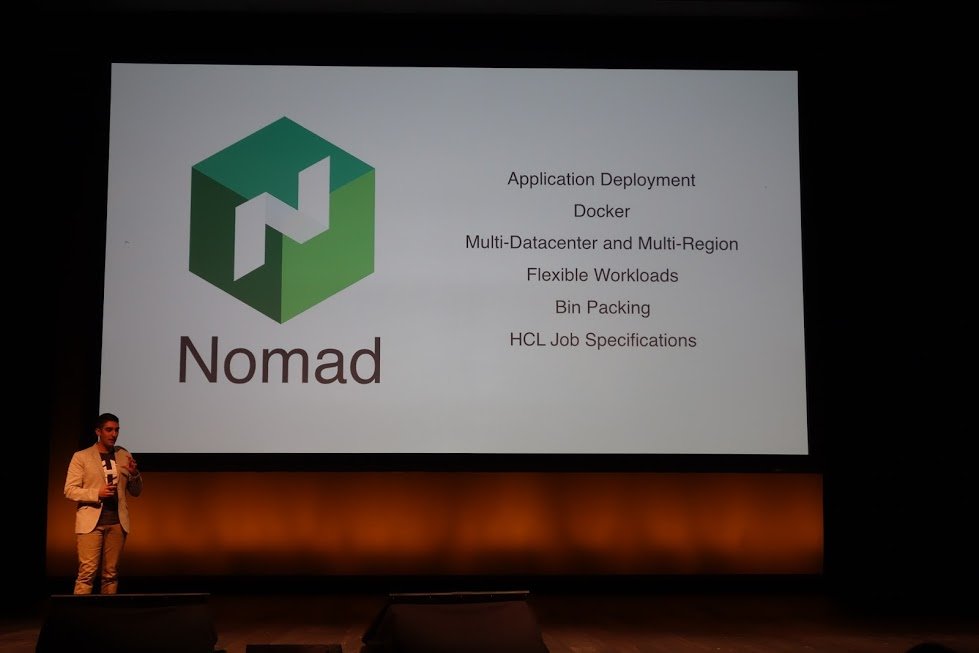 Nomad
Application Deployment
Docker
Multi-Datacenter and Multi-Region
Flexible Workloads
Bin Packing
HCL Job Specifications